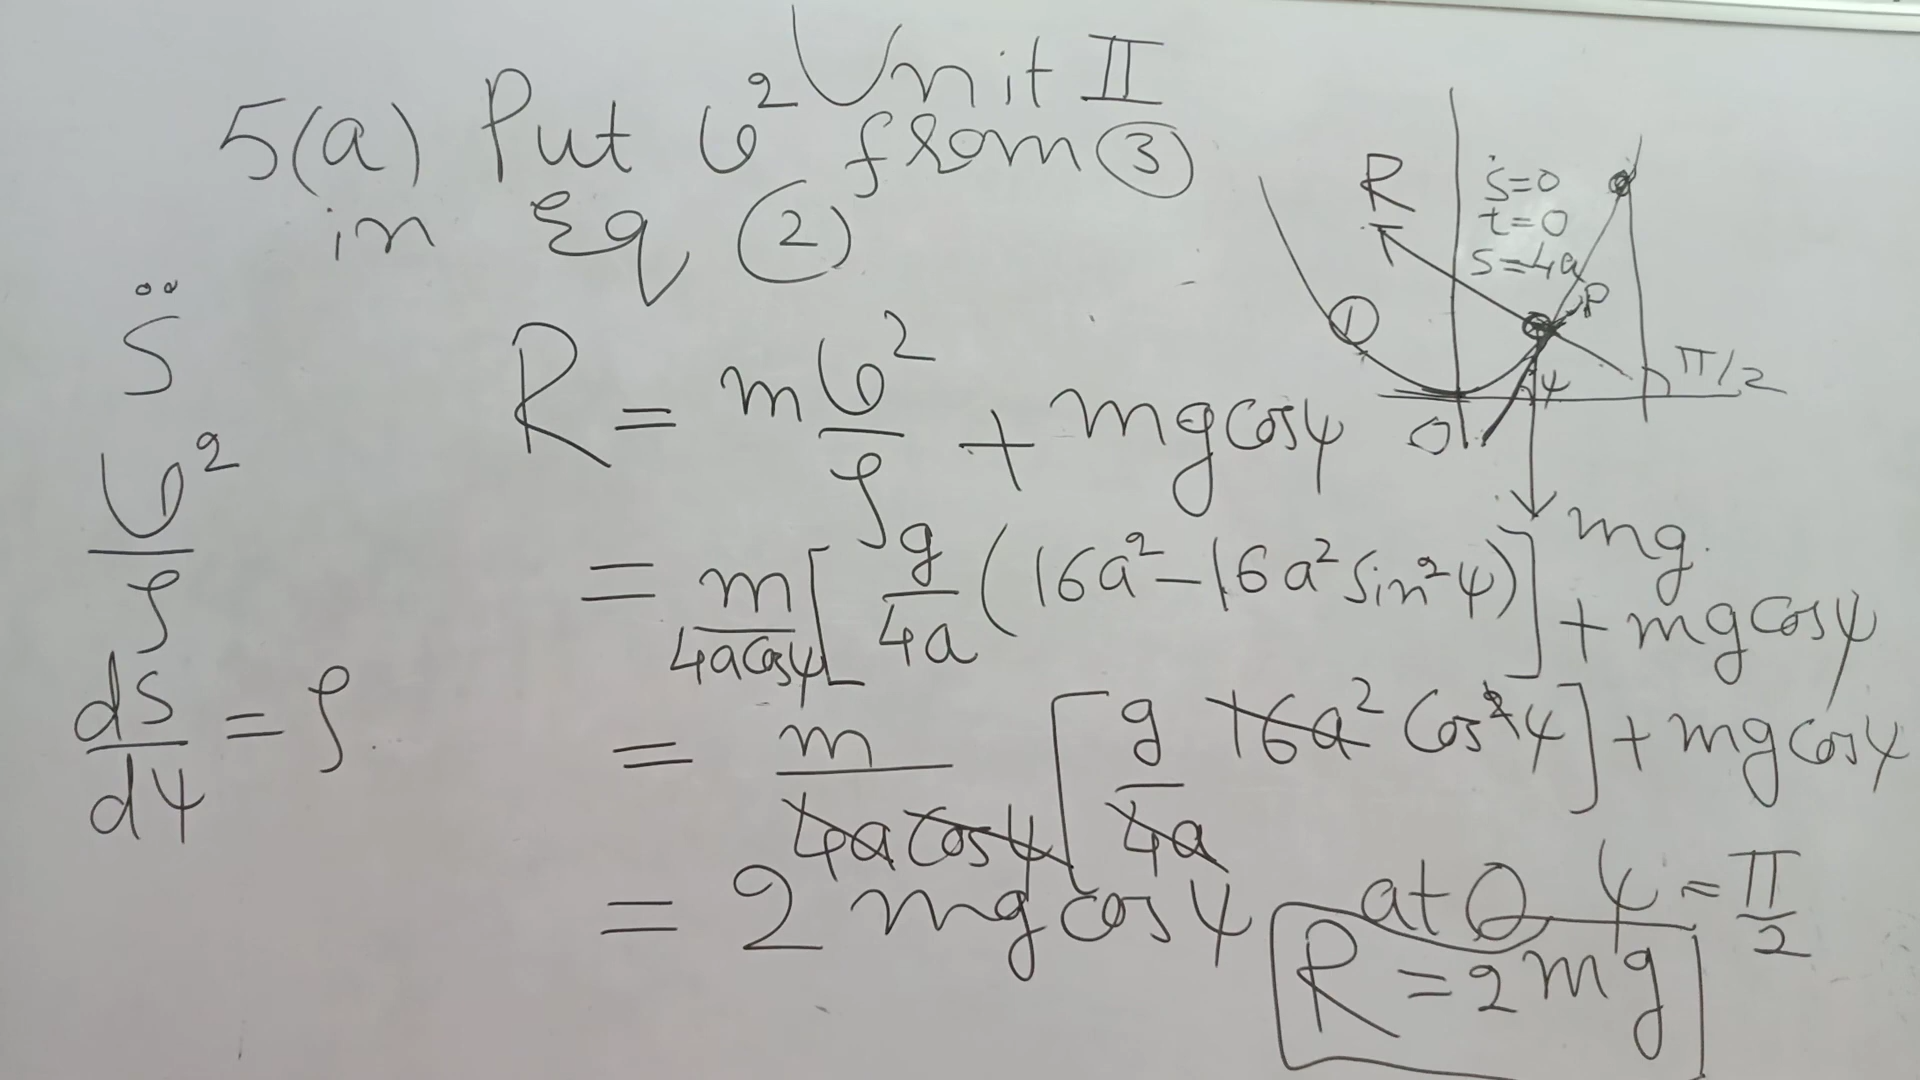 Unit II
5(a) Put v² from ③
in Eq ②
s̈
v²/ρ
ds/dψ = ρ
R = mv²/ρ + mg cosψ
= m/4a cosψ [ g/4a (16a² - 16a² sin²ψ) ] + mg cosψ
= m/4a cosψ [ g/4a 16a² cos²ψ ] + mg cosψ
= 2 mg cosψ
at O ψ = π/2
R = 2mg
R
ṡ=0
t=0
s=4a
P
①
π/2
ψ
O
mg